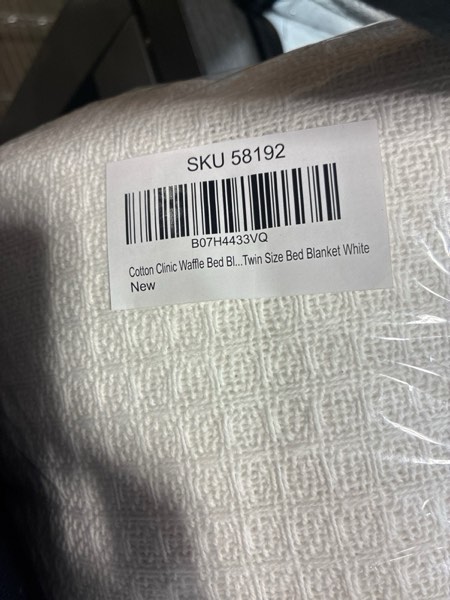 SKU 58192
B07H4433VQ
Cotton Clinic Waffle Bed Bl...Twin Size Bed Blanket White
New